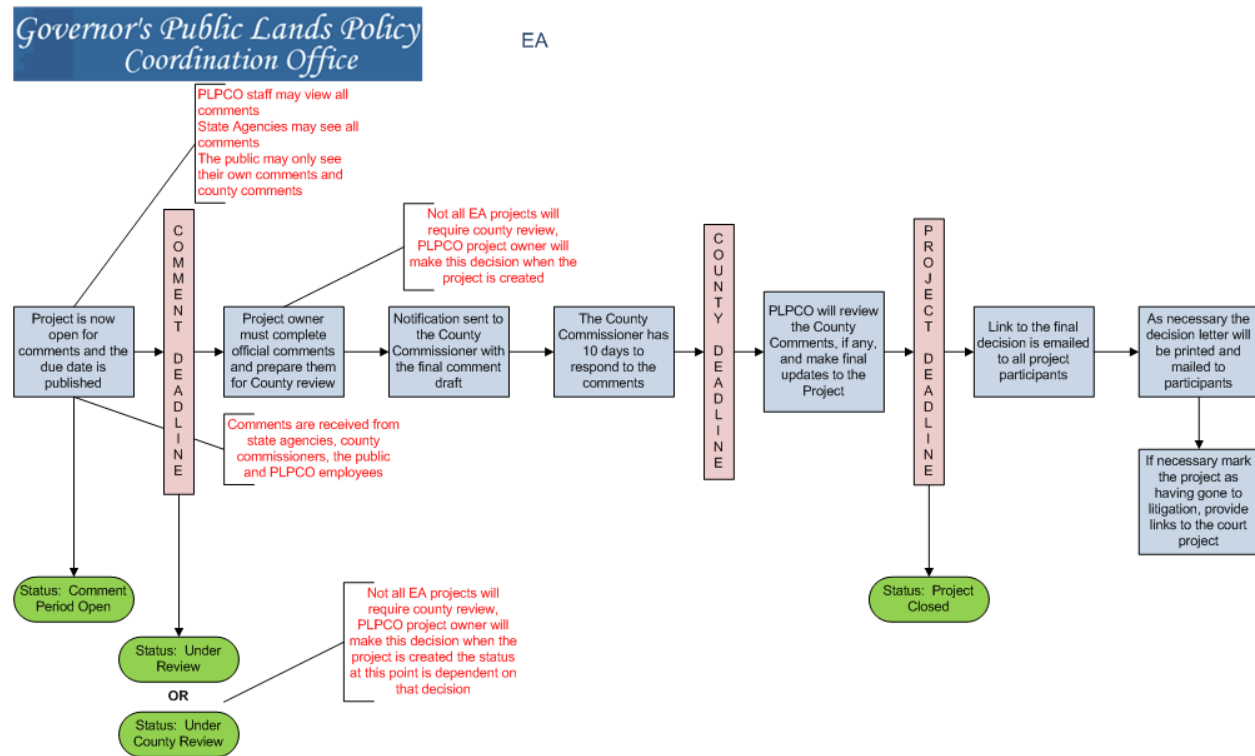 Governor's Public Lands Policy
Coordination Office
EA
PLPCO staff may view all
comments
State Agencies may see all
comments
The public may only see
their own comments and
county comments
Not all EA projects will
require county review,
PLPCO project owner will
make this decision when the
project is created
COMMENT DEADLINE
COUNTY DEADLINE
PROJECT DEADLINE
Project is now
open for
comments and the
due date is
published
Project owner
must complete
official comments
and prepare them
for County review
Notification sent to
the County
Commissioner with
the final comment
draft
The County
Commissioner has
10 days to
respond to the
comments
PLPCO will review
the County
Comments, if any,
and make final
updates to the
Project
Link to the final
decision is emailed
to all project
participants
As necessary the
decision letter will
be printed and
mailed to
participants
Comments are received from
state agencies, county
commissioners, the public
and PLPCO employees
If necessary mark
the project as
having gone to
litigation, provide
links to the court
project
Status: Comment
Period Open
Status: Project
Closed
Not all EA projects will
require county review,
PLPCO project owner will
make this decision when the
project is created the status
at this point is dependent on
that decision
Status: Under
Review
OR
Status: Under
County Review